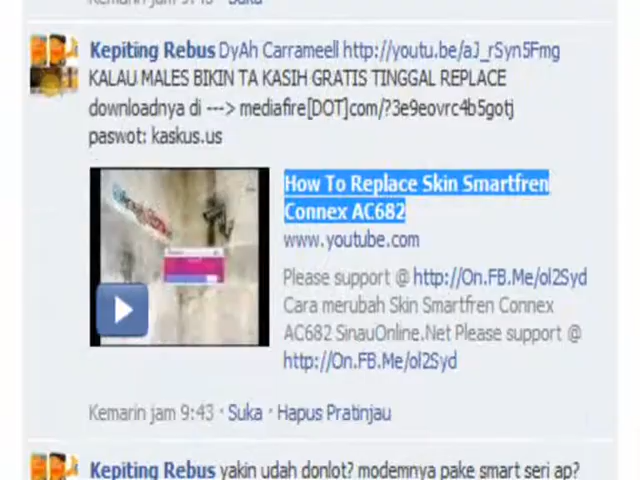 Kemarin jam 9:43 · Suka
Kepiting Rebus DyAh Carrameell http://youtu.be/aJ_rSyn5Fmg
KALAU MALES BIKIN TA KASIH GRATIS TINGGAL REPLACE
downloadnya di ---> mediafire[DOT]com/?3e9eovrc4b5gotj
paswot: kaskus.us
How To Replace Skin Smartfren
Connex AC682
www.youtube.com
Please support @ http://On.FB.Me/ol2Syd
Cara merubah Skin Smartfren Connex
AC682 SinauOnline.Net Please support @
http://On.FB.Me/ol2Syd
Kemarin jam 9:43 · Suka · Hapus Pratinjau
Kepiting Rebus yakin udah donlot? modemnya pake smart seri ap?